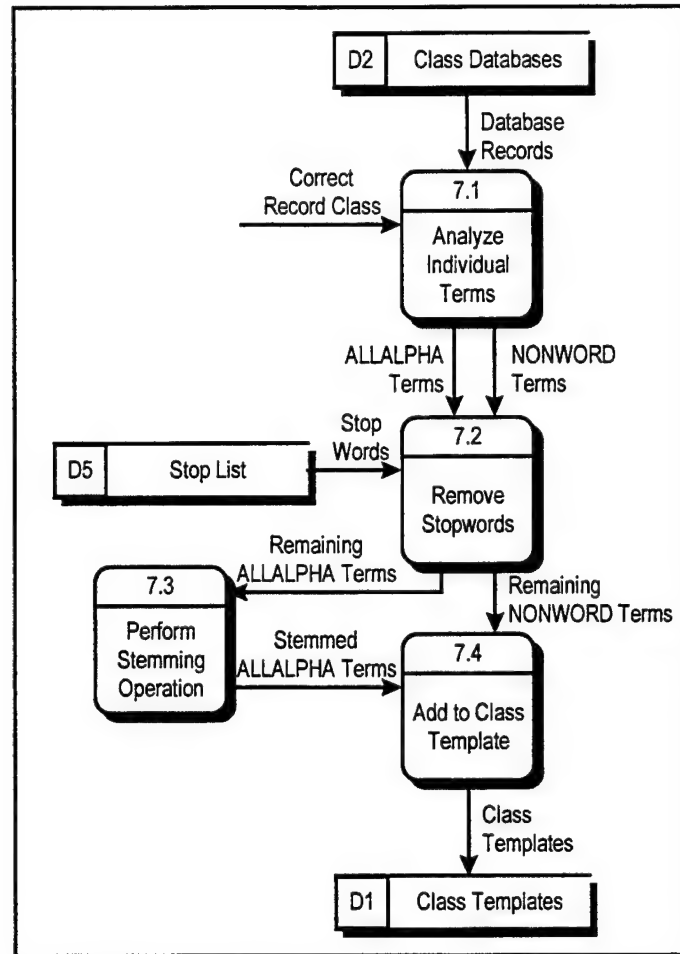 D2 Class Databases
Database
Records
Correct
Record Class
7.1
Analyze
Individual
Terms
ALLALPHA
Terms
NONWORD
Terms
Stop
Words
D5 Stop List
7.2
Remove
Stopwords
Remaining
ALLALPHA Terms
Remaining
NONWORD Terms
7.3
Perform
Stemming
Operation
Stemmed
ALLALPHA Terms
7.4
Add to Class
Template
Class
Templates
D1 Class Templates